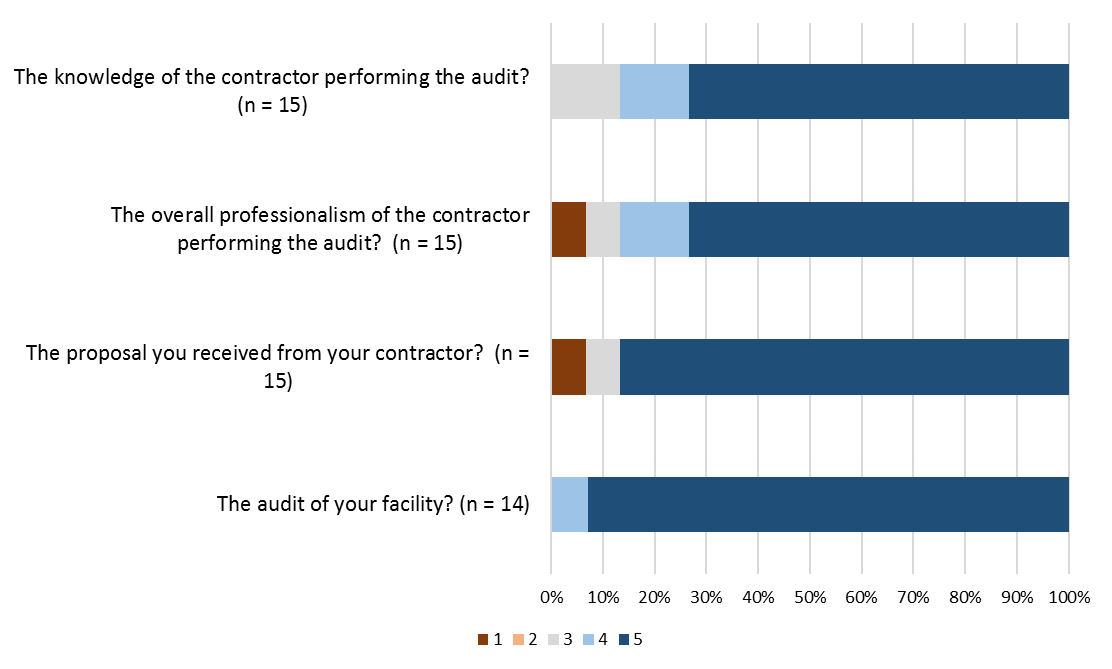 The knowledge of the contractor performing the audit?
(n = 15)
The overall professionalism of the contractor
performing the audit?  (n = 15)
The proposal you received from your contractor?  (n =
15)
The audit of your facility? (n = 14)
0% 10% 20% 30% 40% 50% 60% 70% 80% 90% 100%
1 2 3 4 5